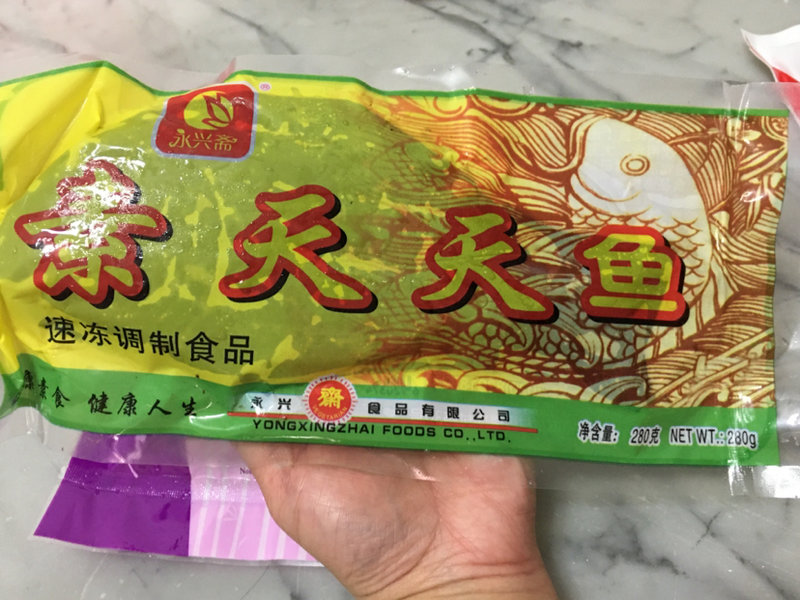 ®
永兴斋
素天天鱼
速冻调制食品
素食 健康人生
永兴 齋 食品有限公司
VEGETARIAN
YONGXINGZHAI FOODS CO.,LTD.
净含量: 280克 NET WT.: 280g